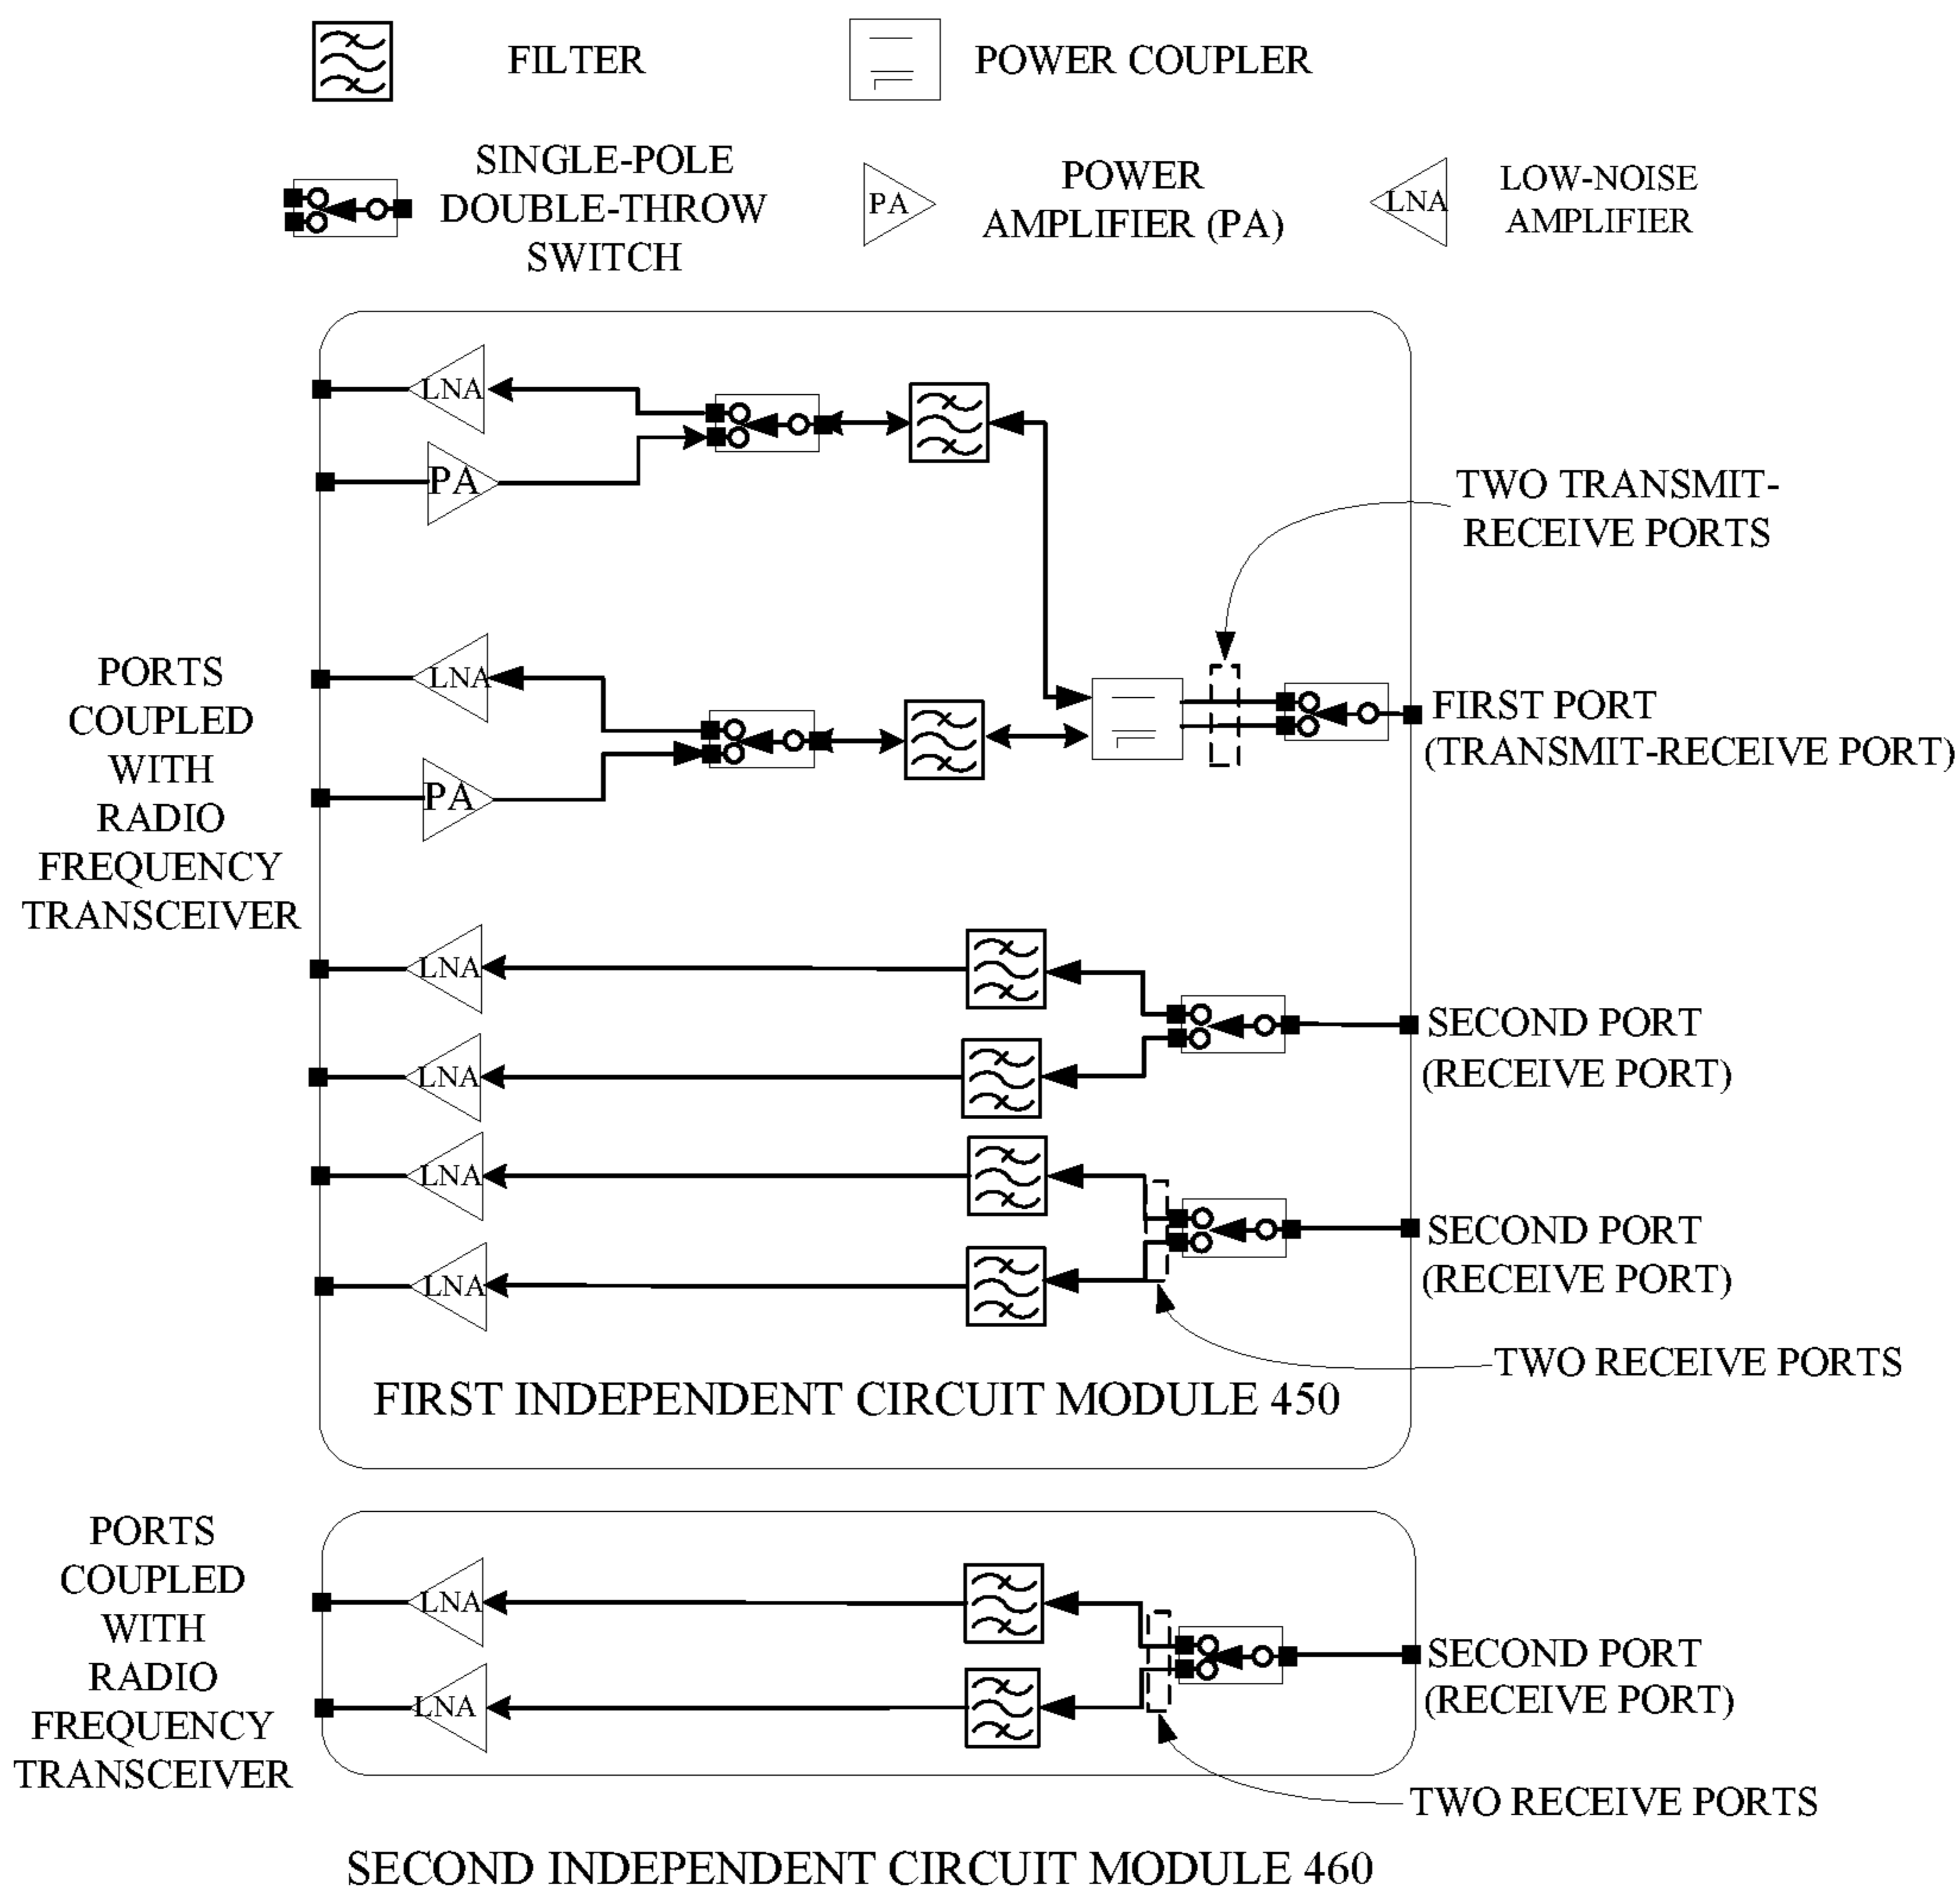 FILTER
POWER COUPLER
SINGLE-POLE
DOUBLE-THROW
SWITCH
PA
POWER
AMPLIFIER (PA)
LNA
LOW-NOISE
AMPLIFIER
LNA
PA
TWO TRANSMIT-
RECEIVE PORTS
PORTS
COUPLED
WITH
RADIO
FREQUENCY
TRANSCEIVER
LNA
PA
FIRST PORT
(TRANSMIT-RECEIVE PORT)
LNA
LNA
SECOND PORT
(RECEIVE PORT)
LNA
LNA
SECOND PORT
(RECEIVE PORT)
TWO RECEIVE PORTS
FIRST INDEPENDENT CIRCUIT MODULE 450
PORTS
COUPLED
WITH
RADIO
FREQUENCY
TRANSCEIVER
LNA
LNA
SECOND PORT
(RECEIVE PORT)
TWO RECEIVE PORTS
SECOND INDEPENDENT CIRCUIT MODULE 460